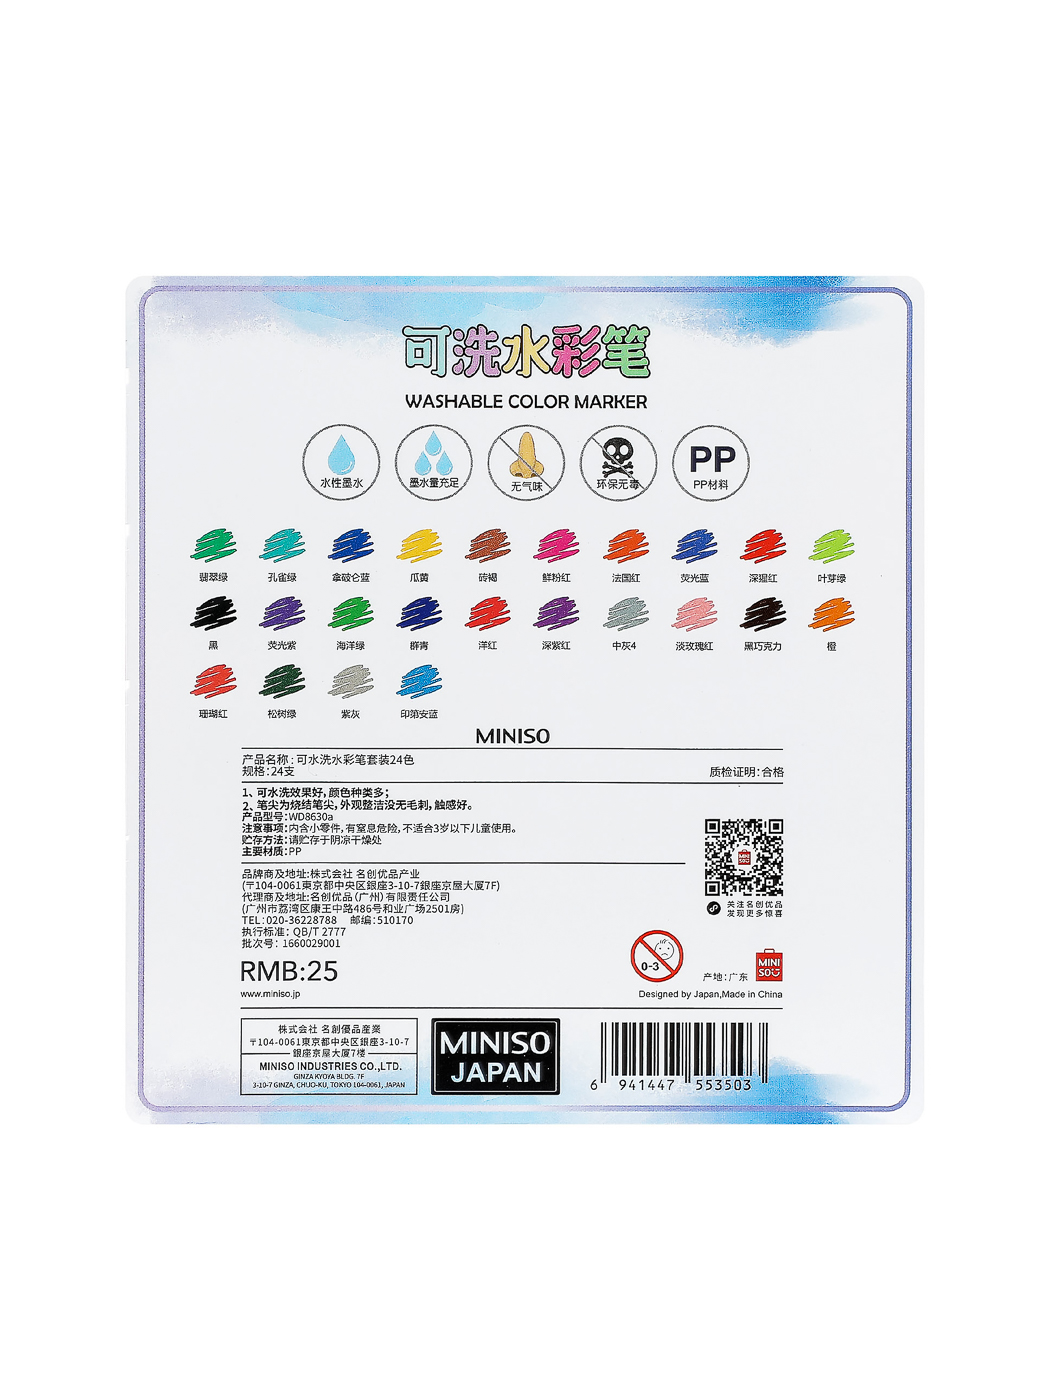 可洗水彩笔
WASHABLE COLOR MARKER
水性墨水 墨水量充足 无气味 环保无毒 PP PP材料
翡翠绿 孔雀绿 拿破仑蓝 瓜黄 砖褐 鲜粉红 法国红 荧光蓝 深猩红 叶芽绿
黑 荧光紫 海洋绿 群青 洋红 深紫红 中灰4 淡玫瑰红 黑巧克力 橙
珊瑚红 松树绿 紫灰 印第安蓝
MINISO
产品名称：可水洗水彩笔套装24色
规格：24支 质检证明：合格
1、可水洗效果好，颜色种类多；
2、笔尖为烧结笔尖，外观整洁没无毛刺，触感好。
产品型号：WD8630a
注意事项：内含小零件，有窒息危险，不适合3岁以下儿童使用。
贮存方法：请贮存于阴凉干燥处
主要材质：PP
品牌商及地址：株式会社 名创优品产业
(〒104-0061東京都中央区銀座3-10-7銀座京屋大厦7F)
代理商及地址：名创优品（广州）有限责任公司
(广州市荔湾区康王中路486号和业广场2501房)
TEL：020-36228788 邮编：510170
执行标准：QB/T 2777
批次号：1660029001
关注名创优品
发现更多惊喜
RMB:25
0-3
产地：广东
MINI
SO
www.miniso.jp
Designed by Japan,Made in China
株式会社 名創優品産業
〒104-0061東京都中央区銀座3-10-7
銀座京屋大厦7楼
MINISO INDUSTRIES CO.,LTD.
GINZA KYOYA BLDG. 7F
3-10-7 GINZA, CHUO-KU, TOKYO 104-0061, JAPAN
MINISO
JAPAN
6 941447 553503